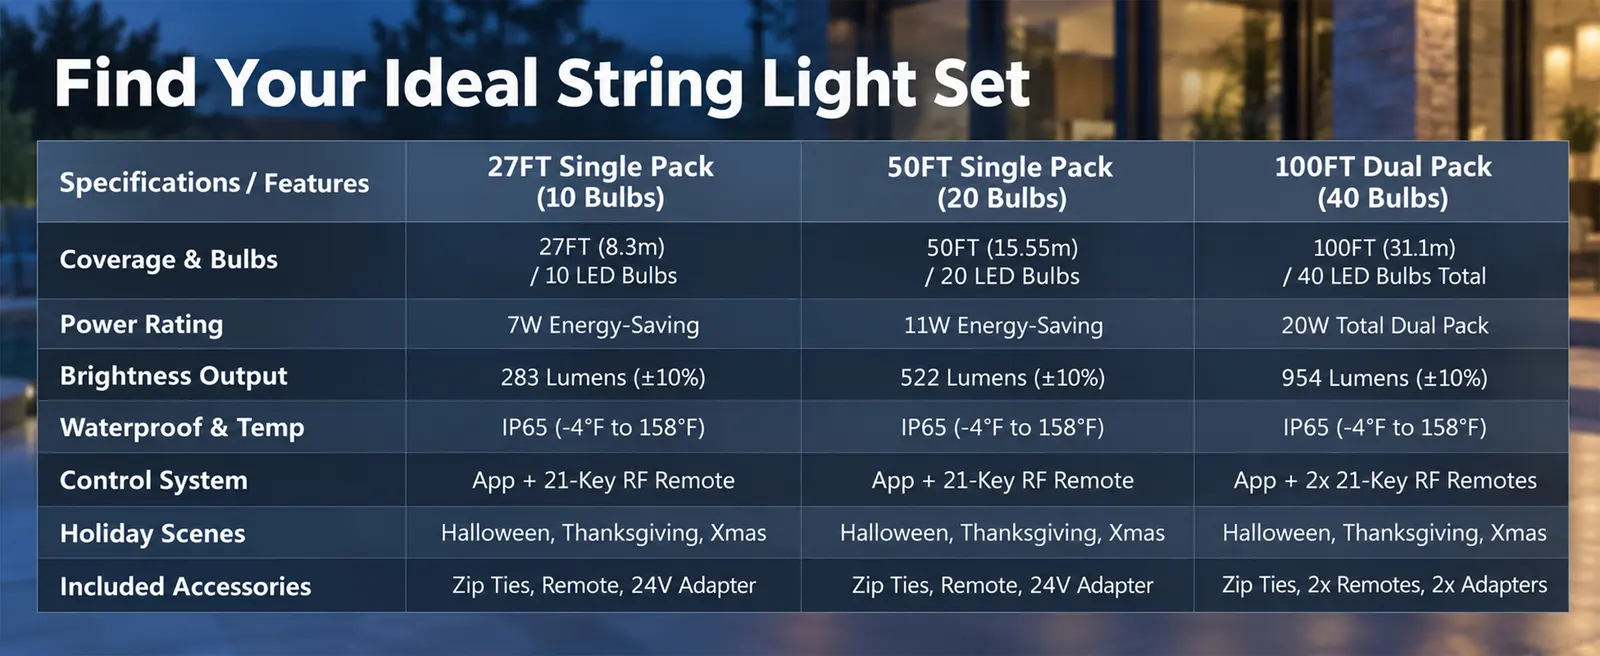 Find Your Ideal String Light Set
Specifications / Features
27FT Single Pack
(10 Bulbs)
50FT Single Pack
(20 Bulbs)
100FT Dual Pack
(40 Bulbs)
Coverage & Bulbs
27FT (8.3m)
/ 10 LED Bulbs
50FT (15.55m)
/ 20 LED Bulbs
100FT (31.1m)
/ 40 LED Bulbs Total
Power Rating
7W Energy-Saving
11W Energy-Saving
20W Total Dual Pack
Brightness Output
283 Lumens (±10%)
522 Lumens (±10%)
954 Lumens (±10%)
Waterproof & Temp
IP65 (-4°F to 158°F)
IP65 (-4°F to 158°F)
IP65 (-4°F to 158°F)
Control System
App + 21-Key RF Remote
App + 21-Key RF Remote
App + 2x 21-Key RF Remotes
Holiday Scenes
Halloween, Thanksgiving, Xmas
Halloween, Thanksgiving, Xmas
Halloween, Thanksgiving, Xmas
Included Accessories
Zip Ties, Remote, 24V Adapter
Zip Ties, Remote, 24V Adapter
Zip Ties, 2x Remotes, 2x Adapters